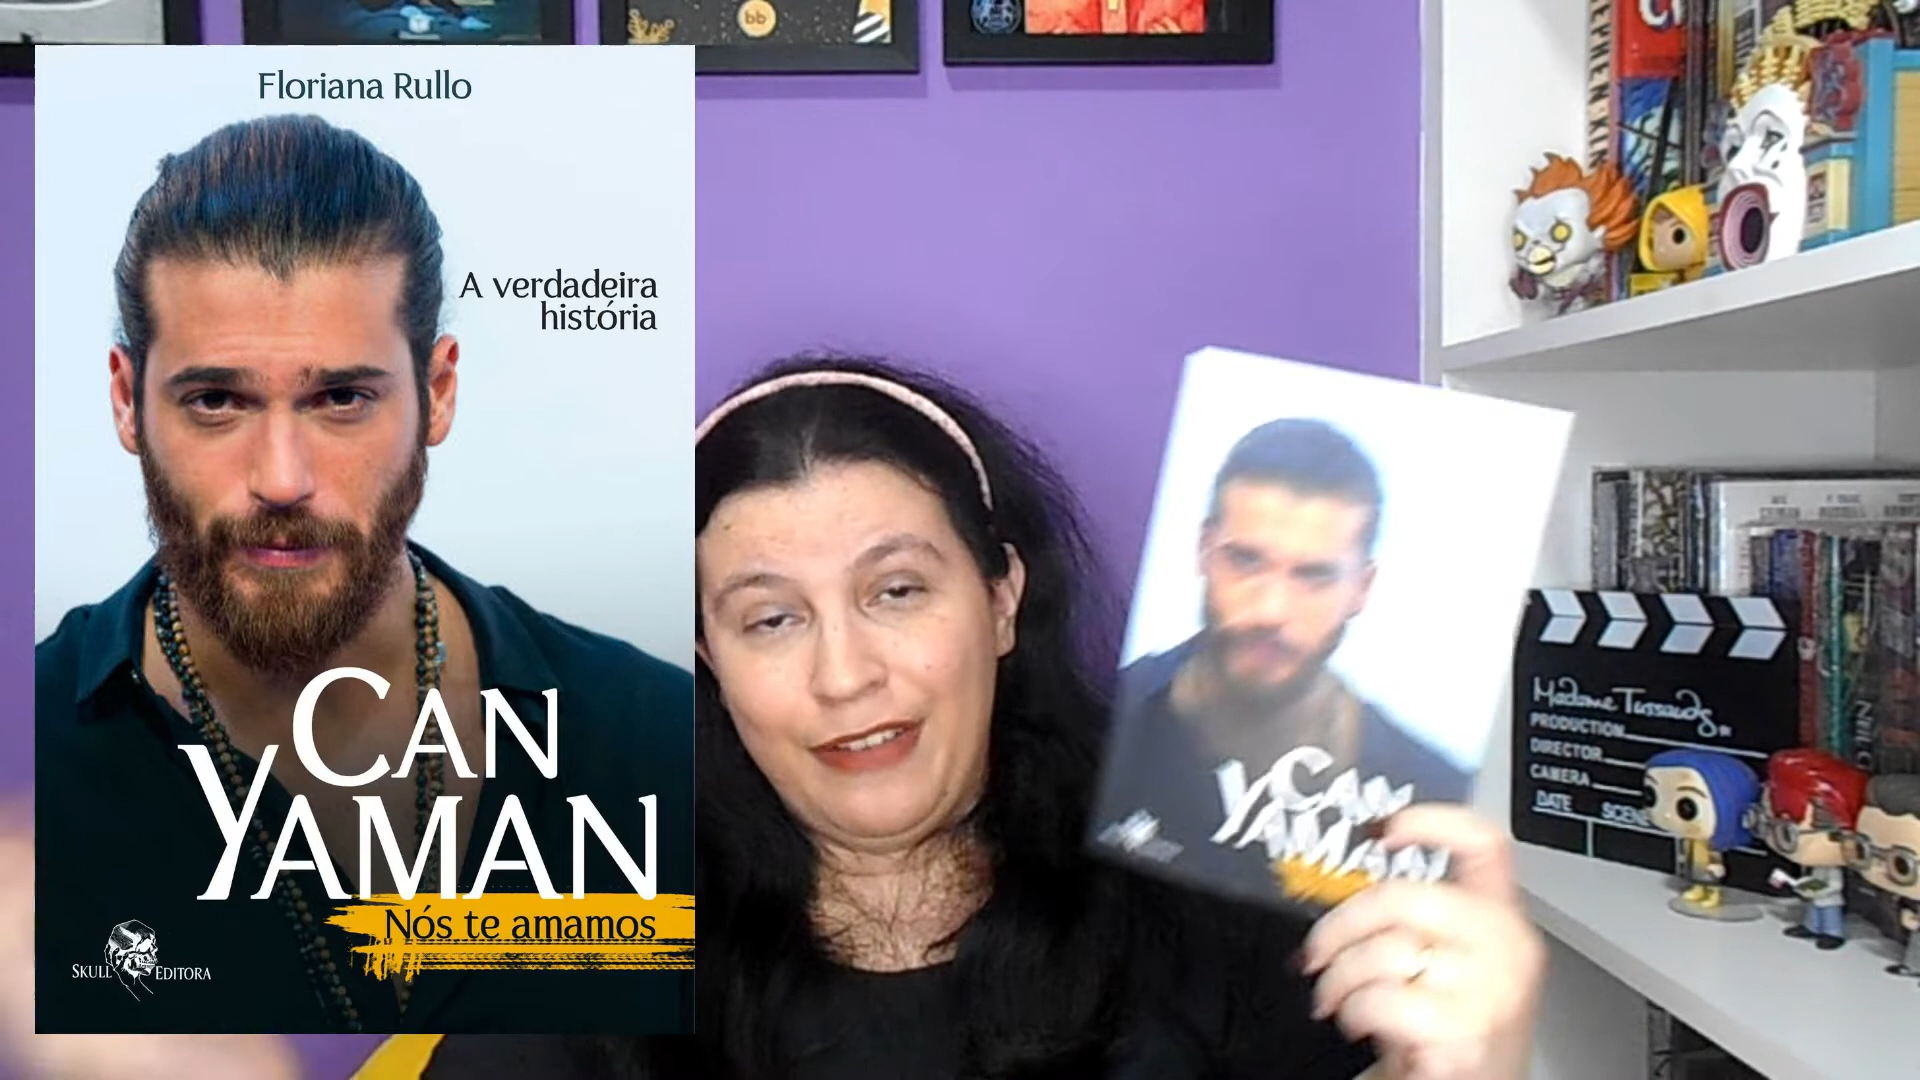 Floriana Rullo
A verdadeira
história
CAN
YAMAN
Nós te amamos
SKULL EDITORA
bb
CAN
YAMAN
Madame Tussauds
PRODUCTION
DIRECTOR
CAMERA
DATE SCENE